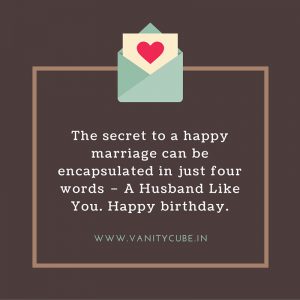 The secret to a happy
marriage can be
encapsulated in just four
words – A Husband Like
You. Happy birthday.
WWW.VANITYCUBE.IN